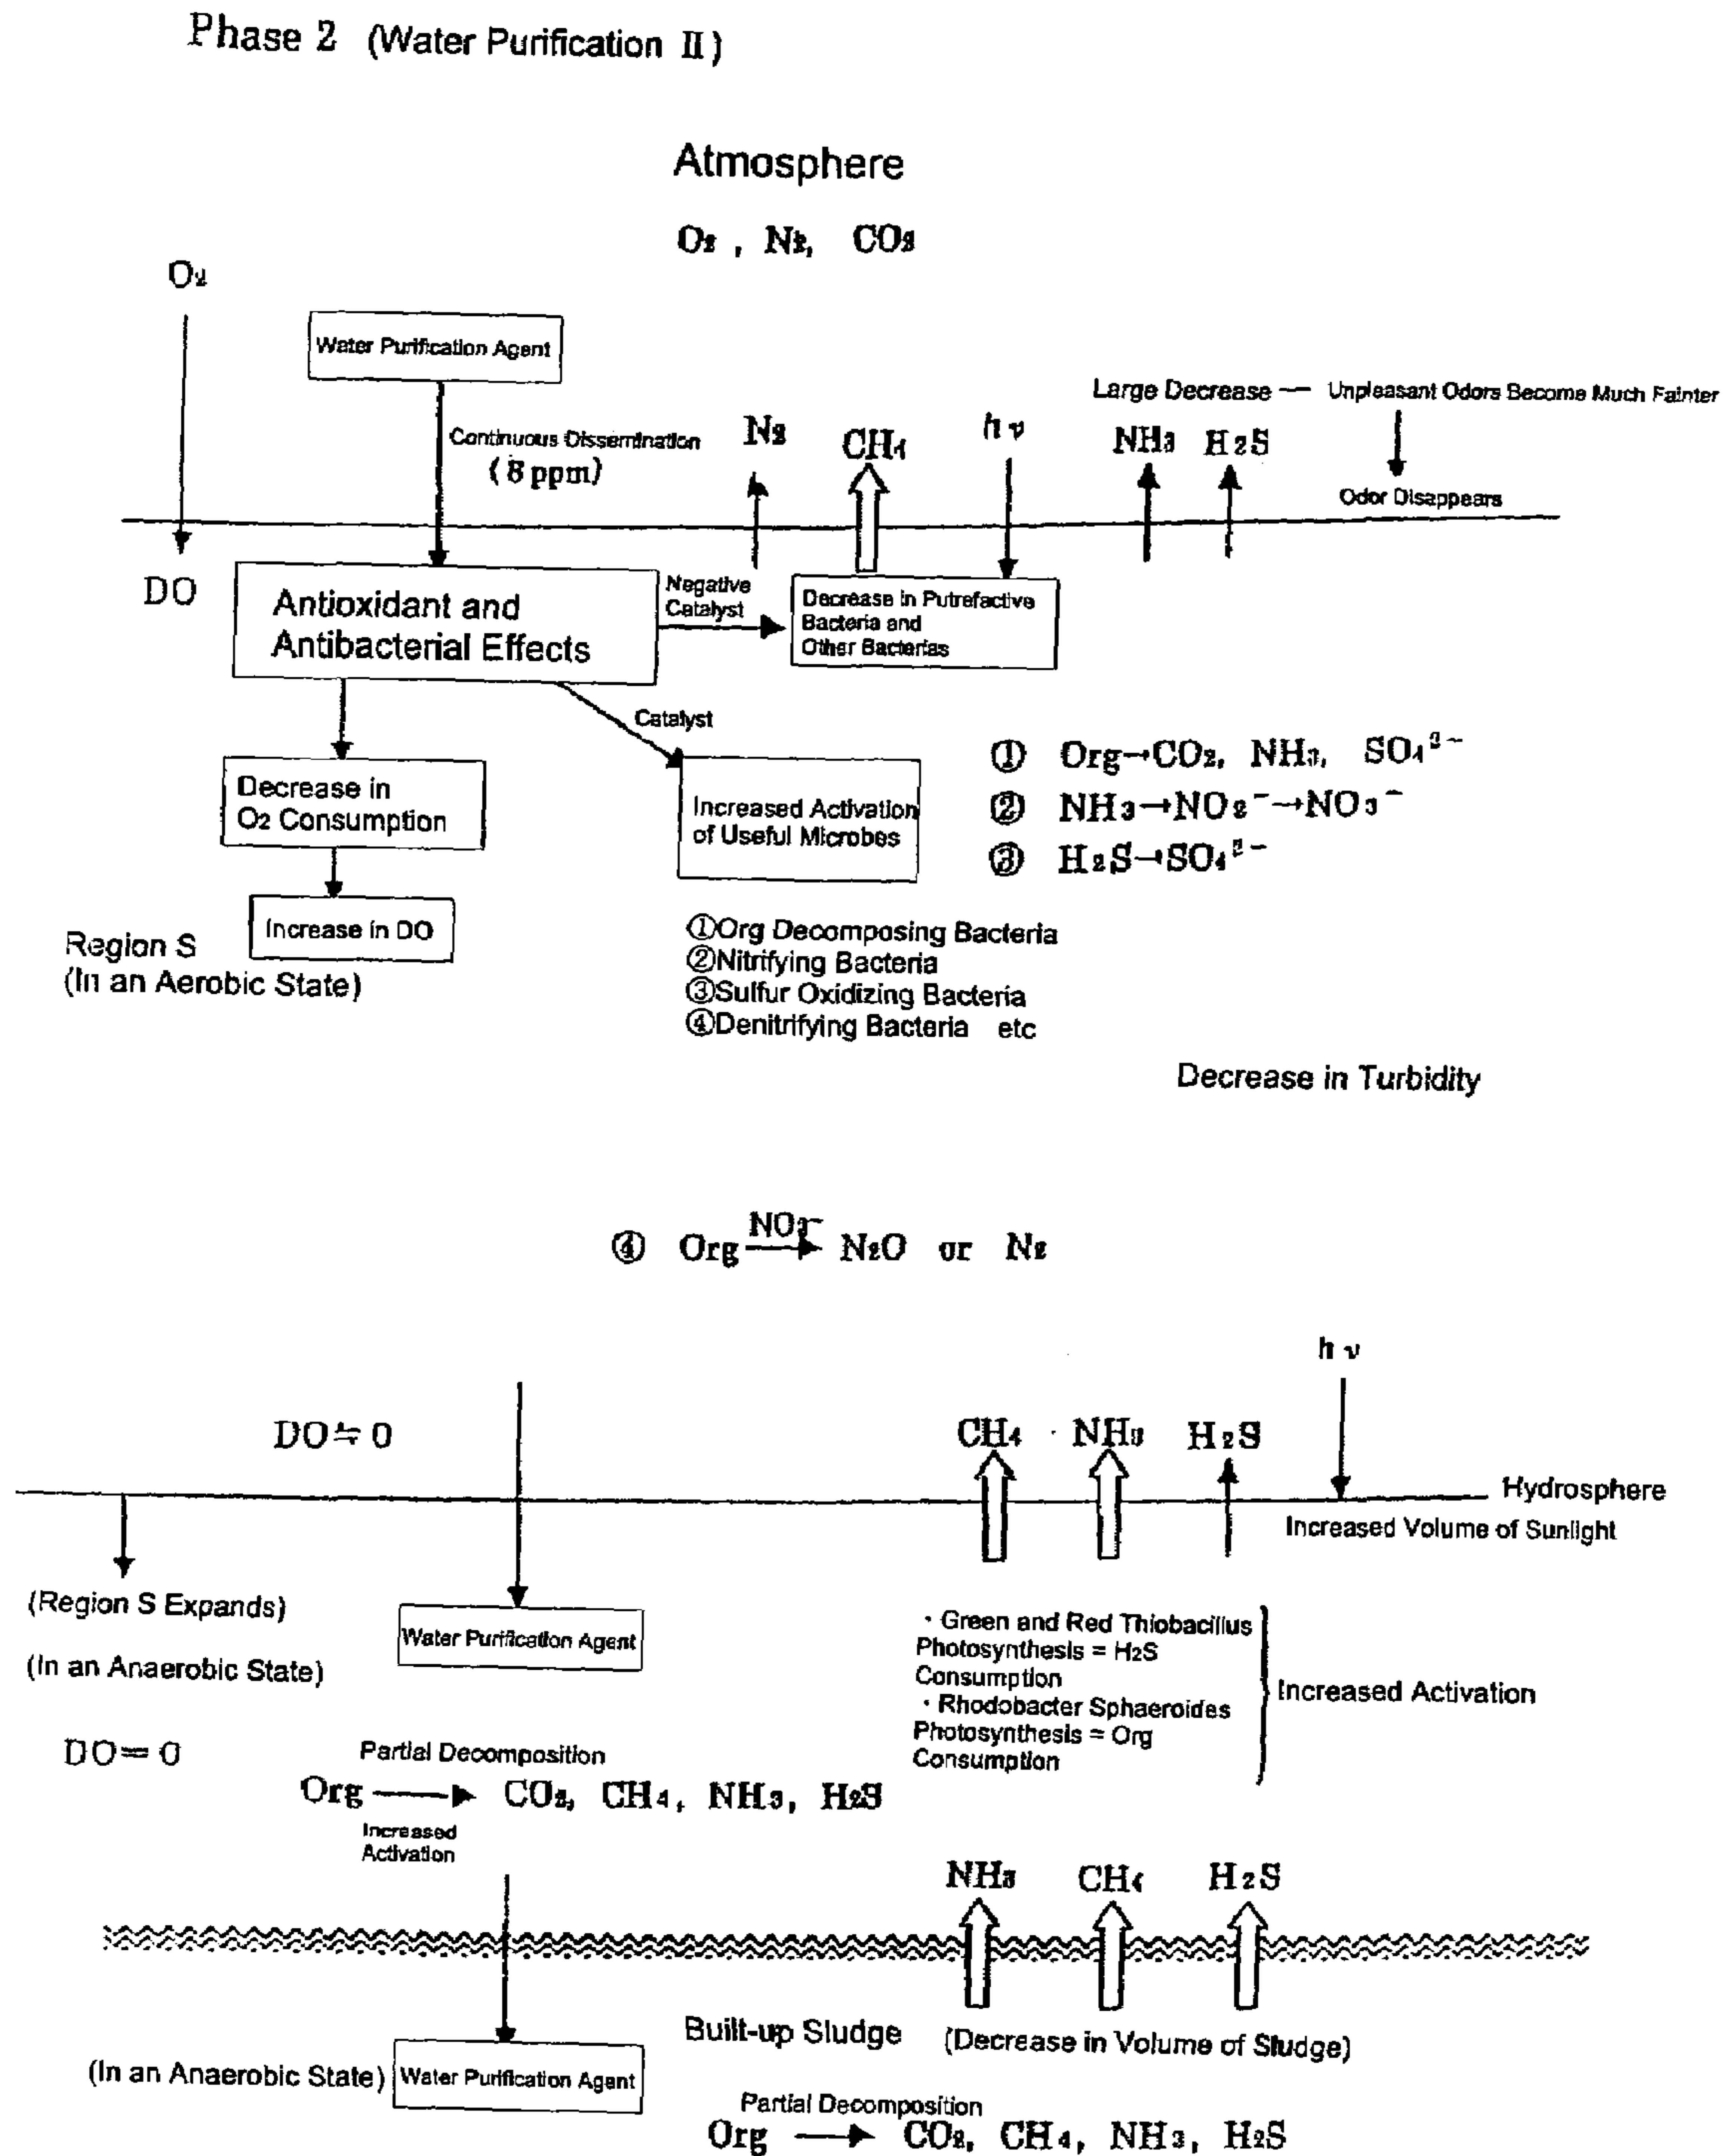 Phase 2 (Water Purification II)
Atmosphere
O₂ , N₂, CO₂
O₂
Water Purification Agent
Large Decrease — Unpleasant Odors Become Much Fainter
Continuous Dissemination
(8 ppm)
N₂
CH₄
hν
NH₃
H₂S
Odor Disappears
DO
Antioxidant and
Antibacterial Effects
Negative
Catalyst
Decrease in Putrefactive
Bacteria and
Other Bacterias
Catalyst
Decrease in
O₂ Consumption
Increased Activation
of Useful Microbes
① Org→CO₂, NH₃, SO₄²⁻
② NH₃→NO₂⁻→NO₃⁻
③ H₂S→SO₄²⁻
Increase in DO
Region S
(In an Aerobic State)
①Org Decomposing Bacteria
②Nitrifying Bacteria
③Sulfur Oxidizing Bacteria
④Denitrifying Bacteria etc
Decrease in Turbidity
NO₃⁻
④ Org → N₂O or N₂
hν
DO≒0
CH₄ NH₃ H₂S
Hydrosphere
Increased Volume of Sunlight
(Region S Expands)
(In an Anaerobic State)
Water Purification Agent
・Green and Red Thiobacillus
Photosynthesis = H₂S
Consumption
・Rhodobacter Sphaeroides
Photosynthesis = Org
Consumption
Increased Activation
DO=0
Partial Decomposition
Org → CO₂, CH₄, NH₃, H₂S
Increased
Activation
NH₃ CH₄ H₂S
Built-up Sludge (Decrease in Volume of Sludge)
(In an Anaerobic State)
Water Purification Agent
Partial Decomposition
Org → CO₂, CH₄, NH₃, H₂S